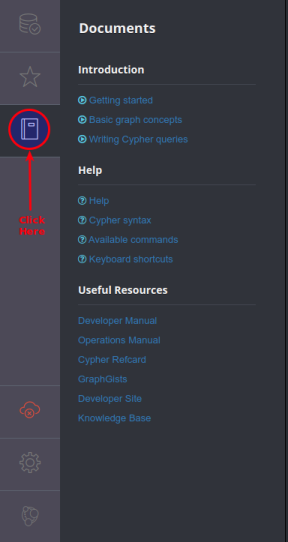 Documents
Introduction
Getting started
Basic graph concepts
Writing Cypher queries
Click
Here
Help
Help
Cypher syntax
Available commands
Keyboard shortcuts
Useful Resources
Developer Manual
Operations Manual
Cypher Refcard
GraphGists
Developer Site
Knowledge Base